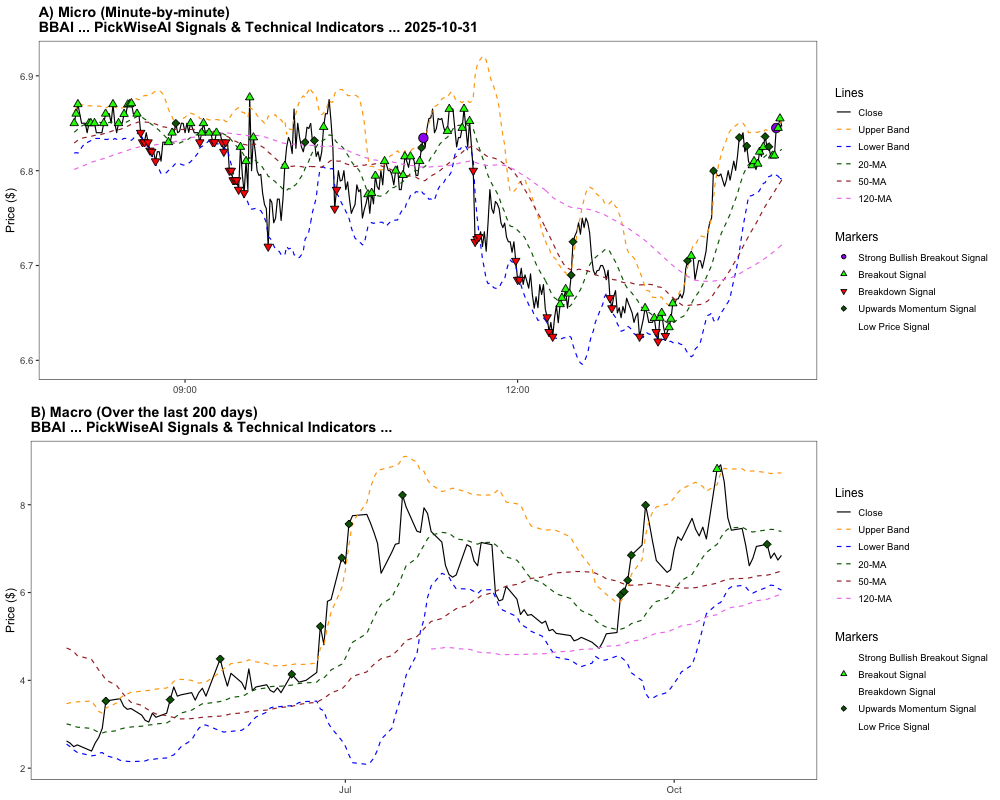 A) Micro (Minute-by-minute)
BBAI ... PickWiseAI Signals & Technical Indicators ... 2025-10-31
Price ($)
6.9
6.8
6.7
6.6
09:00
12:00
Lines
Close
Upper Band
Lower Band
20-MA
50-MA
120-MA
Markers
Strong Bullish Breakout Signal
Breakout Signal
Breakdown Signal
Upwards Momentum Signal
Low Price Signal
B) Macro (Over the last 200 days)
BBAI ... PickWiseAI Signals & Technical Indicators ...
Price ($)
8
6
4
2
Jul
Oct
Lines
Close
Upper Band
Lower Band
20-MA
50-MA
120-MA
Markers
Strong Bullish Breakout Signal
Breakout Signal
Breakdown Signal
Upwards Momentum Signal
Low Price Signal